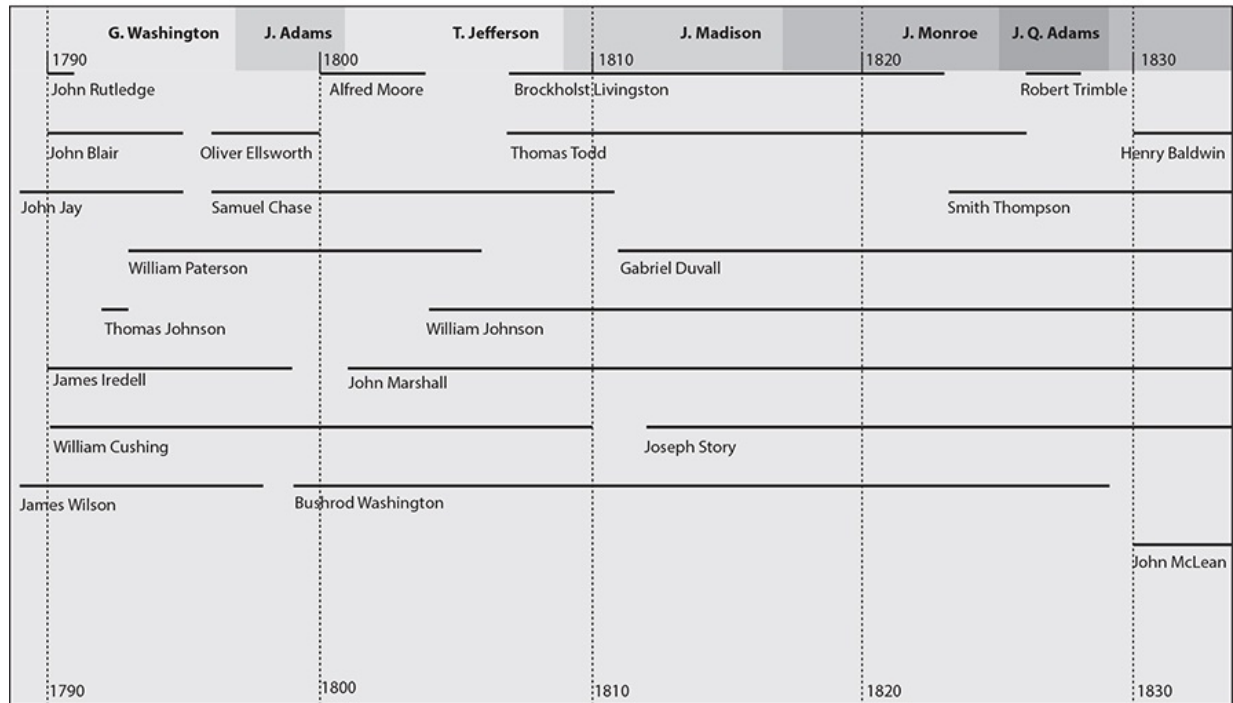 G. Washington J. Adams T. Jefferson J. Madison J. Monroe J. Q. Adams
1790 1800 1810 1820 1830
John Rutledge Alfred Moore Brockholst Livingston Robert Trimble
John Blair Oliver Ellsworth Thomas Todd Henry Baldwin
John Jay Samuel Chase Smith Thompson
William Paterson Gabriel Duvall
Thomas Johnson William Johnson
James Iredell John Marshall
William Cushing Joseph Story
James Wilson Bushrod Washington
John McLean
1790 1800 1810 1820 1830